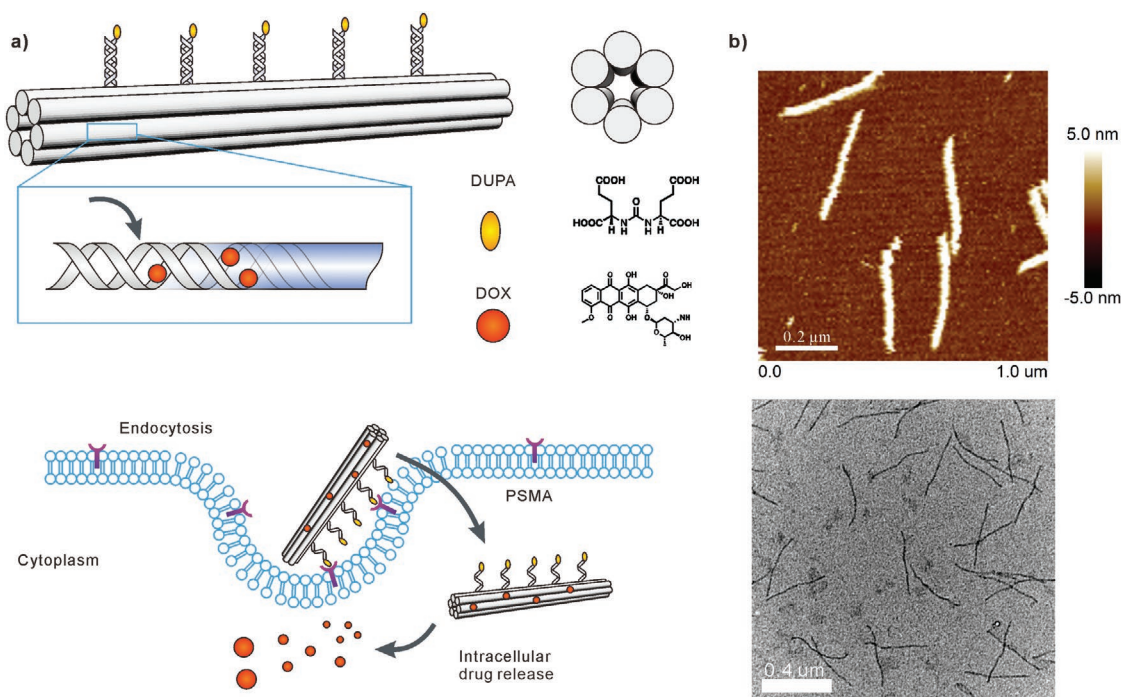 a)
b)
DUPA
COOH
COOH
HOOC
N
H
O
N
H
COOH
DOX
O
OH
O
OH
OH
O
O
OH
O
NH
O
OH
5.0 nm
-5.0 nm
0.2 µm
0.0
1.0 um
Endocytosis
PSMA
Cytoplasm
Intracellular
drug release
0.4 µm